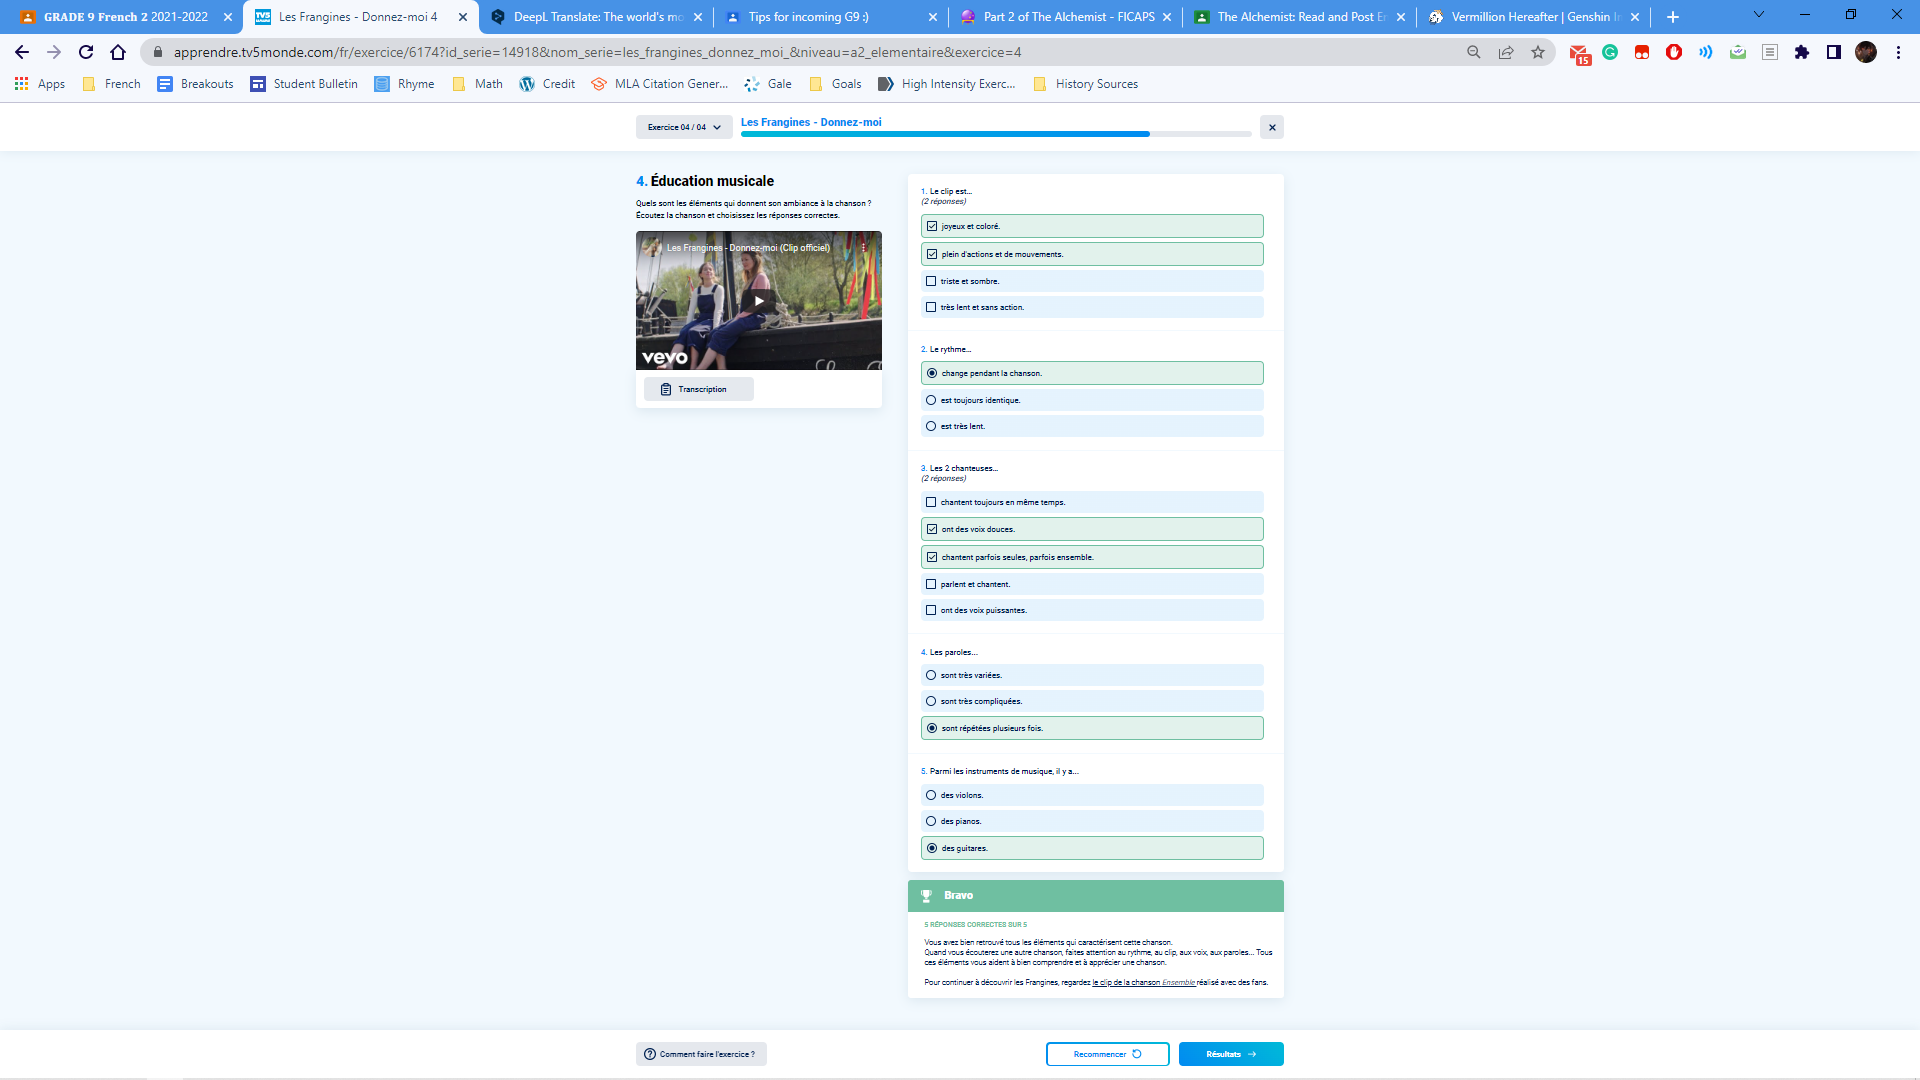 GRADE 9 French 2 2021-2022
Les Frangines - Donnez-moi 4
DeepL Translate: The world's mo
Tips for incoming G9 :)
Part 2 of The Alchemist - FICAPS
The Alchemist: Read and Post En
Vermillion Hereafter | Genshin In
apprendre.tv5monde.com/fr/exercice/6174?id_serie=14918&nom_serie=les_frangines_donnez_moi_&niveau=a2_elementaire&exercice=4
15
Apps
French
Breakouts
Student Bulletin
Rhyme
Math
Credit
MLA Citation Gener...
Gale
Goals
High Intensity Exerc...
History Sources
Exercice 04 / 04
Les Frangines - Donnez-moi
4. Éducation musicale
Quels sont les éléments qui donnent son ambiance à la chanson ?
Écoutez la chanson et choisissez les réponses correctes.
Les Frangines - Donnez-moi (Clip officiel)
vevo
Transcription
1. Le clip est...
(2 réponses)
joyeux et coloré.
plein d'actions et de mouvements.
triste et sombre.
très lent et sans action.
2. Le rythme...
change pendant la chanson.
est toujours identique.
est très lent.
3. Les 2 chanteuses...
(2 réponses)
chantent toujours en même temps.
ont des voix douces.
chantent parfois seules, parfois ensemble.
parlent et chantent.
ont des voix puissantes.
4. Les paroles...
sont très variées.
sont très compliquées.
sont répétées plusieurs fois.
5. Parmi les instruments de musique, il y a...
des violons.
des pianos.
des guitares.
Bravo
5 RÉPONSES CORRECTES SUR 5
Vous avez bien retrouvé tous les éléments qui caractérisent cette chanson.
Quand vous écouterez une autre chanson, faites attention au rythme, au clip, aux voix, aux paroles... Tous
ces éléments vous aident à bien comprendre et à apprécier une chanson.
Pour continuer à découvrir les Frangines, regardez le clip de la chanson Ensemble réalisé avec des fans.
Comment faire l'exercice ?
Recommencer
Résultats